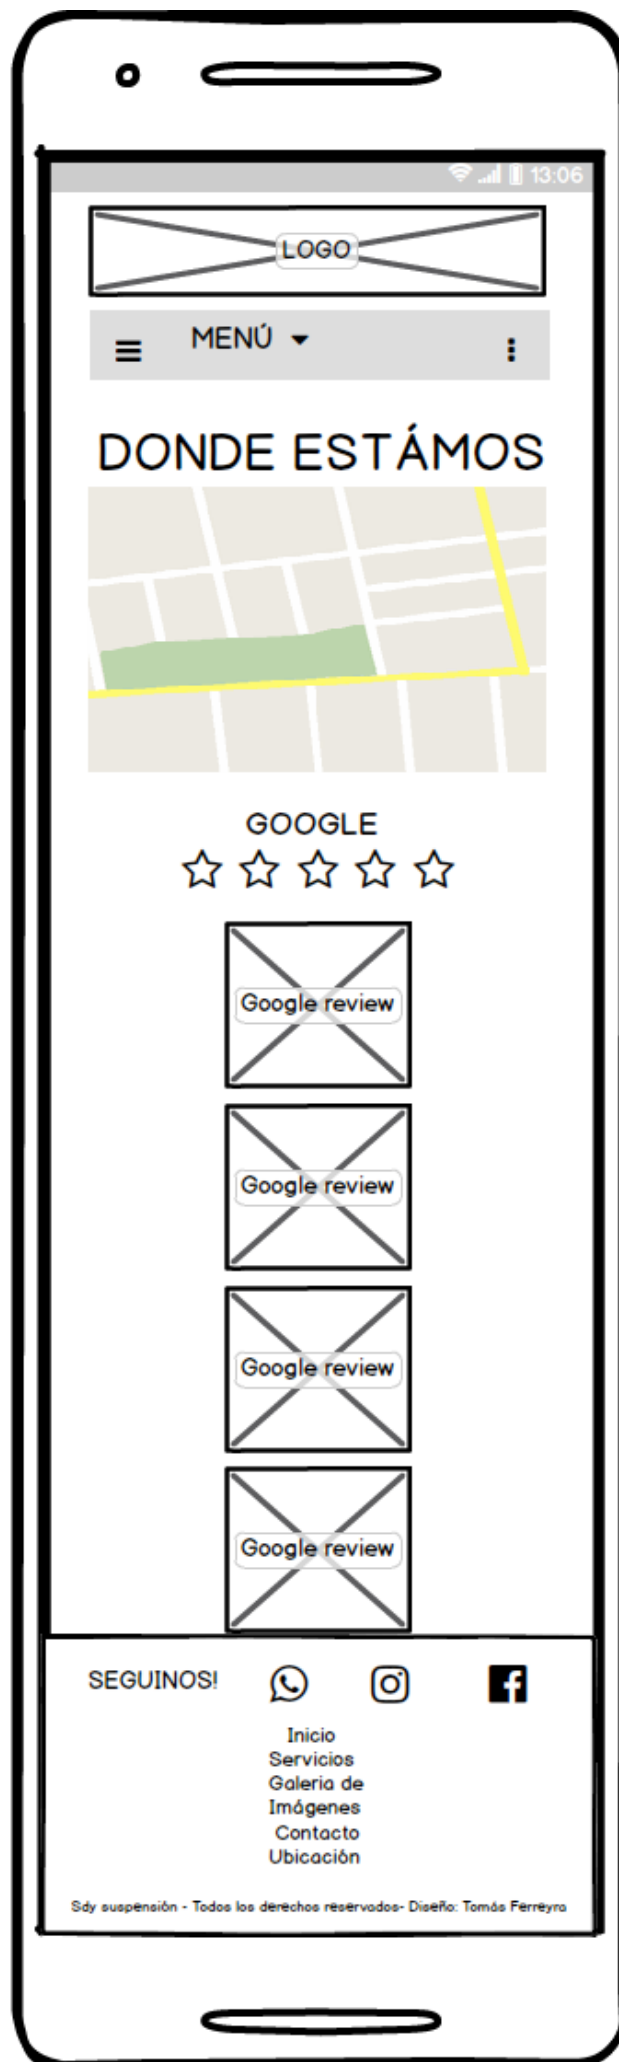 13:06
LOGO
MENÚ
DONDE ESTÁMOS
GOOGLE
Google review
Google review
Google review
Google review
SEGUINOS!
Inicio
Servicios
Galeria de
Imágenes
Contacto
Ubicación
Sdy suspensión - Todos los derechos reservados- Diseño: Tomás Ferreyra